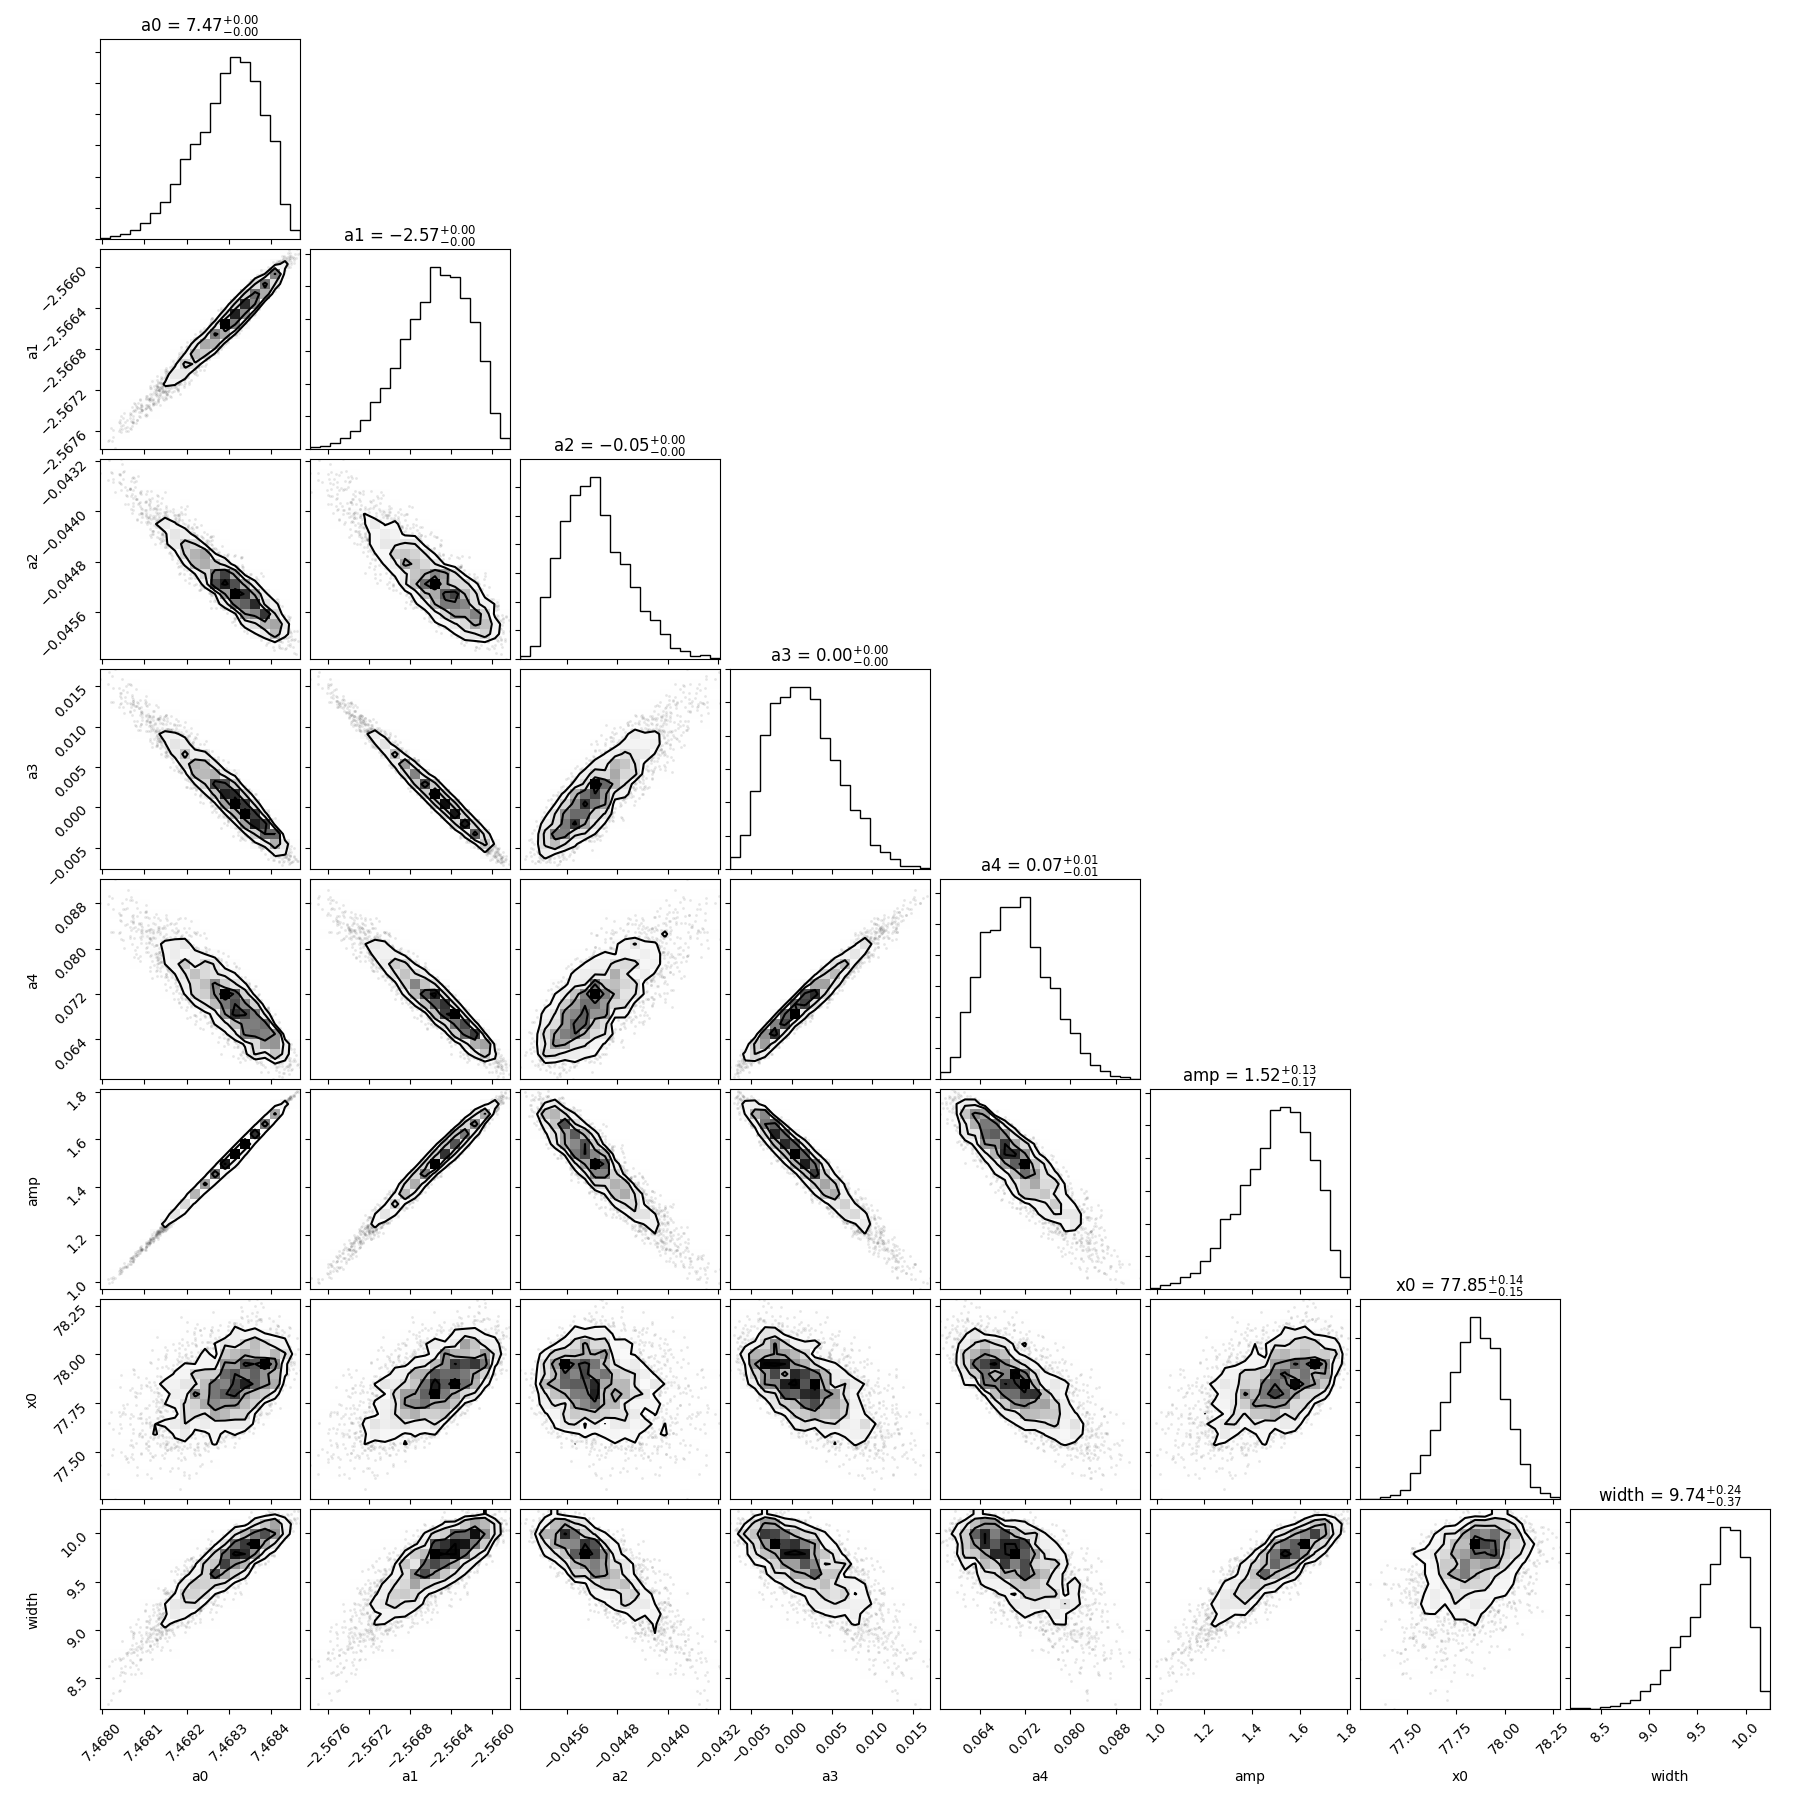 a0 = 7.47+0.00−0.00
a1 = −2.57+0.00−0.00
−2.5660
−2.5664
−2.5668
−2.5672
−2.5676
a1
a2 = −0.05+0.00−0.00
−0.0432
−0.0440
−0.0448
−0.0456
a2
a3 = 0.00+0.00−0.00
0.015
0.010
0.005
0.000
−0.005
a3
a4 = 0.07+0.01−0.01
0.088
0.080
0.072
0.064
a4
amp = 1.52+0.13−0.17
1.8
1.6
1.4
1.2
1.0
amp
x0 = 77.85+0.14−0.15
78.25
78.00
77.75
77.50
x0
width = 9.74+0.24−0.37
10.0
9.5
9.0
8.5
width
7.4680 7.4681 7.4682 7.4683 7.4684
−2.5676 −2.5672 −2.5668 −2.5664 −2.5660
−0.0456 −0.0448 −0.0440 −0.0432
−0.005 0.000 0.005 0.010 0.015
0.064 0.072 0.080 0.088
1.0 1.2 1.4 1.6 1.8
77.50 77.75 78.00 78.25
8.5 9.0 9.5 10.0
a0 a1 a2 a3 a4 amp x0 width